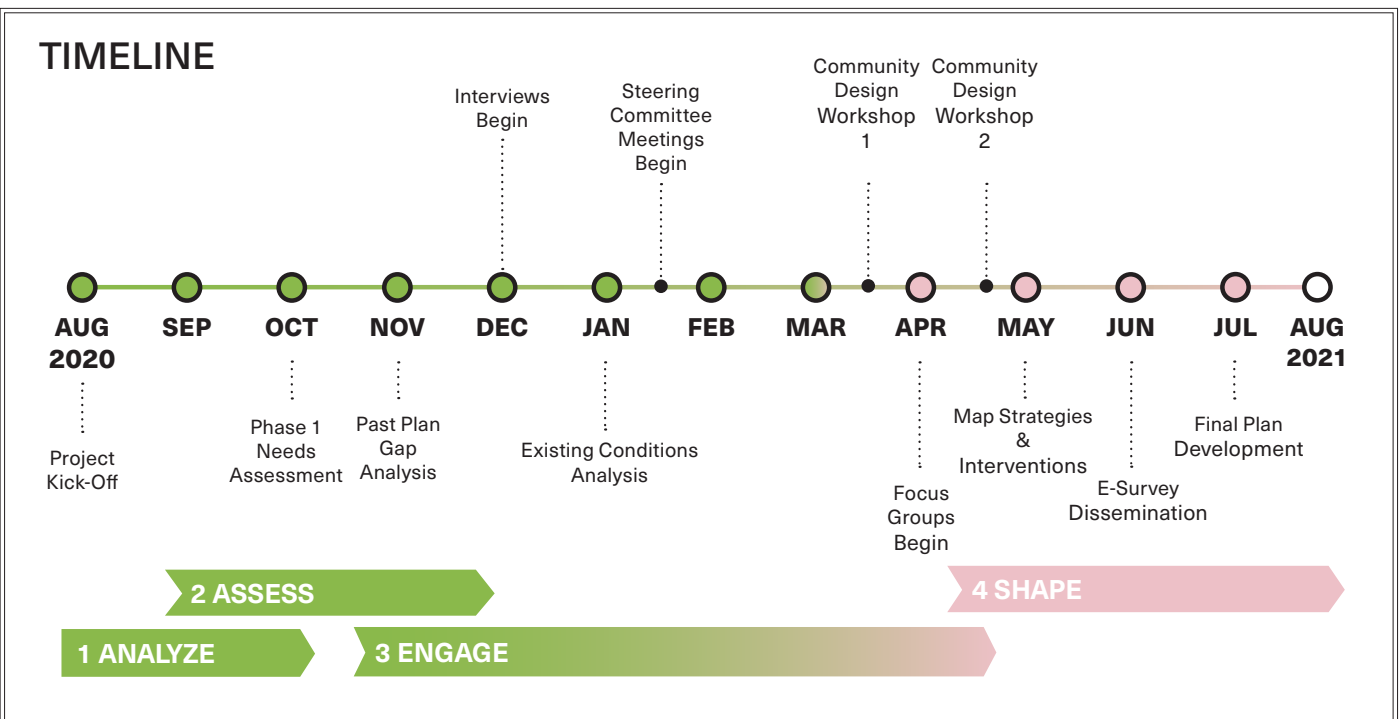 TIMELINE
Interviews
Begin
Steering
Committee
Meetings
Begin
Community
Design
Workshop
1
Community
Design
Workshop
2
AUG
2020
SEP
OCT
NOV
DEC
JAN
FEB
MAR
APR
MAY
JUN
JUL
AUG
2021
Project
Kick-Off
Phase 1
Needs
Assessment
Past Plan
Gap
Analysis
Existing Conditions
Analysis
Focus
Groups
Begin
Map Strategies
&
Interventions
E-Survey
Dissemination
Final Plan
Development
2 ASSESS
4 SHAPE
1 ANALYZE
3 ENGAGE